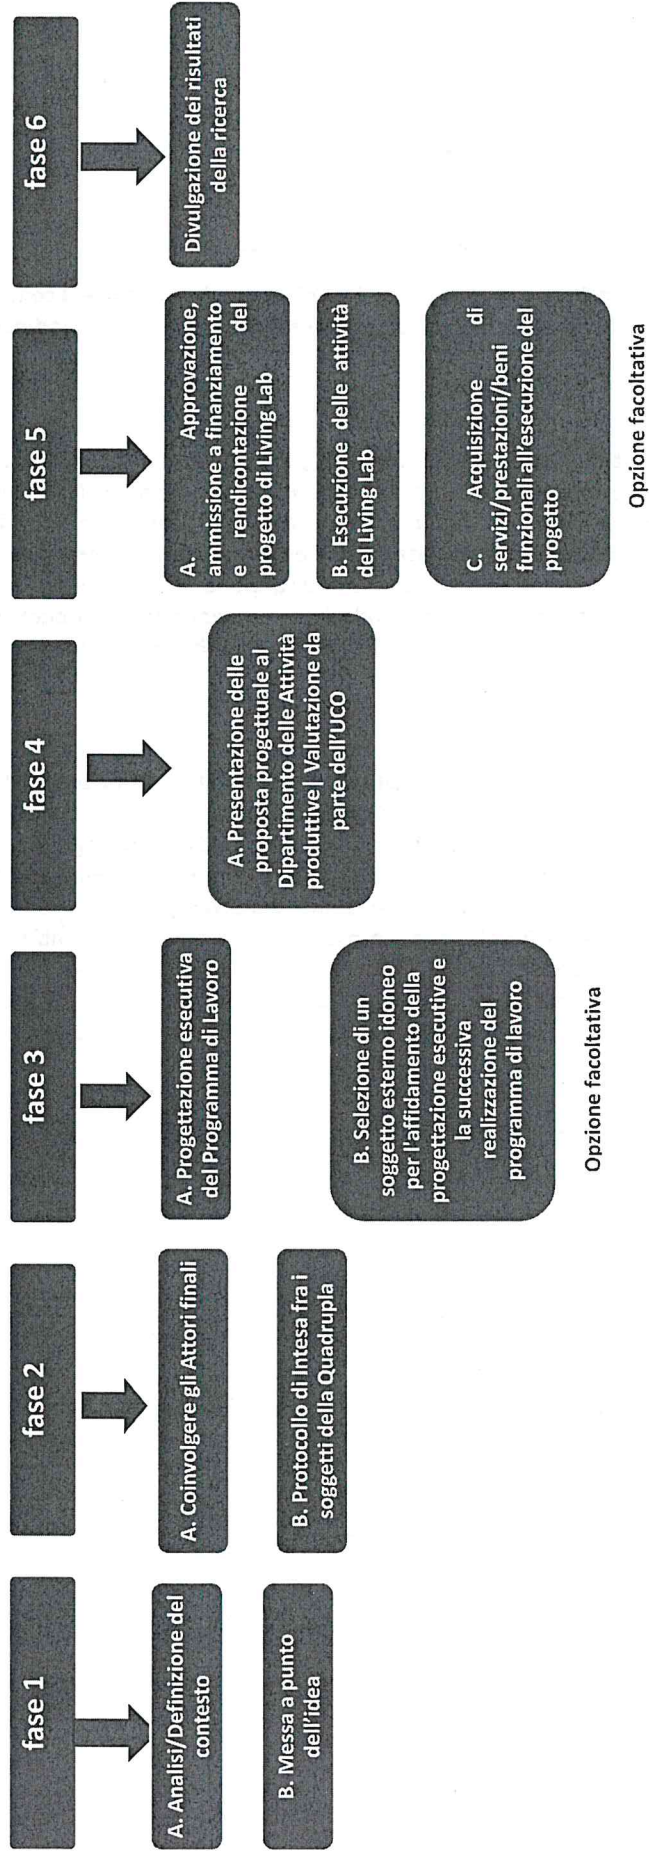 fase 1
A. Analisi/Definizione del
contesto
B. Messa a punto
dell'idea
fase 2
A. Coinvolgere gli Attori finali
B. Protocollo di Intesa fra i
soggetti della Quadrupla
fase 3
A. Progettazione esecutiva
del Programma di Lavoro
B. Selezione di un
soggetto esterno idoneo
per l'affidamento della
progettazione esecutive e
la successiva
realizzazione del
programma di lavoro
Opzione facoltativa
fase 4
A. Presentazione delle
proposta progettuale al
Dipartimento delle Attività
produttive| Valutazione da
parte dell'UCO
fase 5
A. Approvazione,
ammissione a finanziamento
e rendicontazione del
progetto di Living Lab
B. Esecuzione delle attività
del Living Lab
C. Acquisizione di
servizi/prestazioni/beni
funzionali all'esecuzione del
progetto
Opzione facoltativa
fase 6
Divulgazione dei risultati
della ricerca